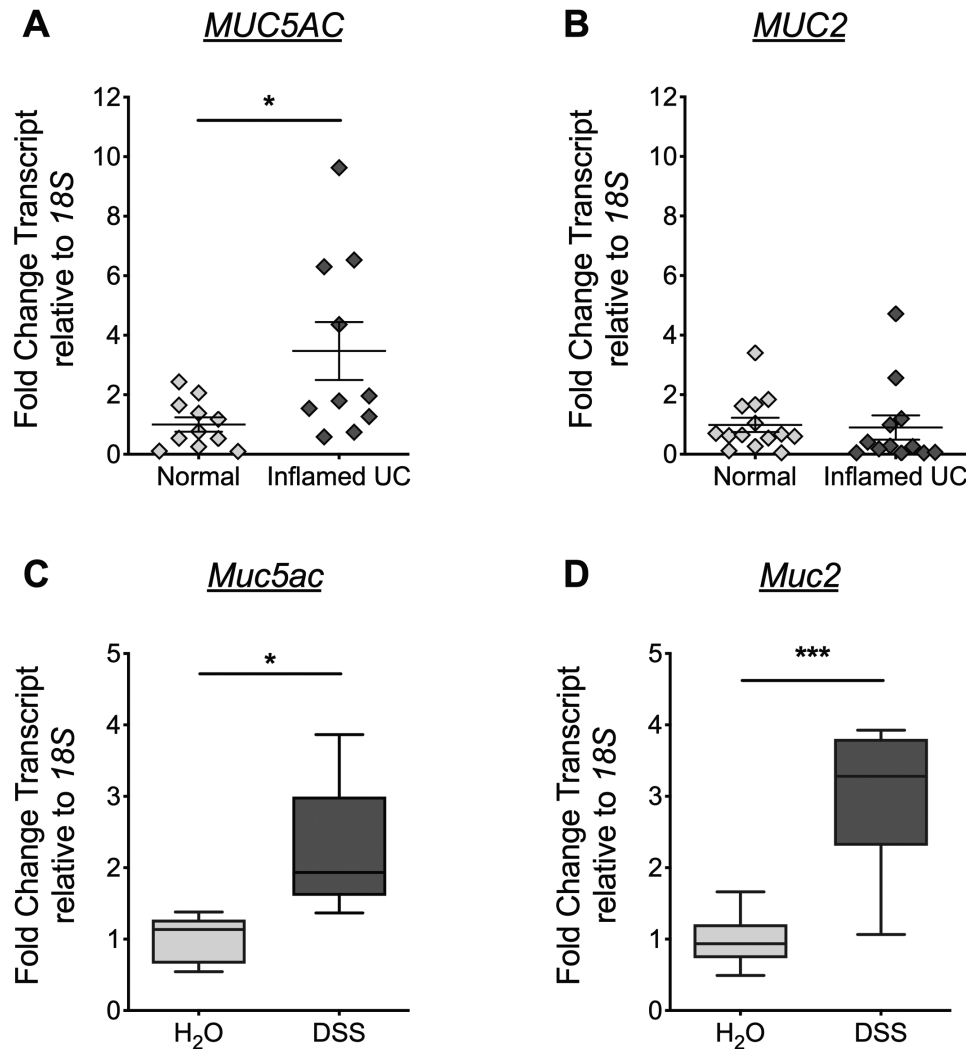 A
MUC5AC
Fold Change Transcript
relative to 18S
12
10
8
6
4
2
0
*
Normal
Inflamed UC
B
MUC2
Fold Change Transcript
relative to 18S
12
10
8
6
4
2
0
Normal
Inflamed UC
C
Muc5ac
Fold Change Transcript
relative to 18S
5
4
3
2
1
0
*
H₂O
DSS
D
Muc2
Fold Change Transcript
relative to 18S
5
4
3
2
1
0
***
H₂O
DSS